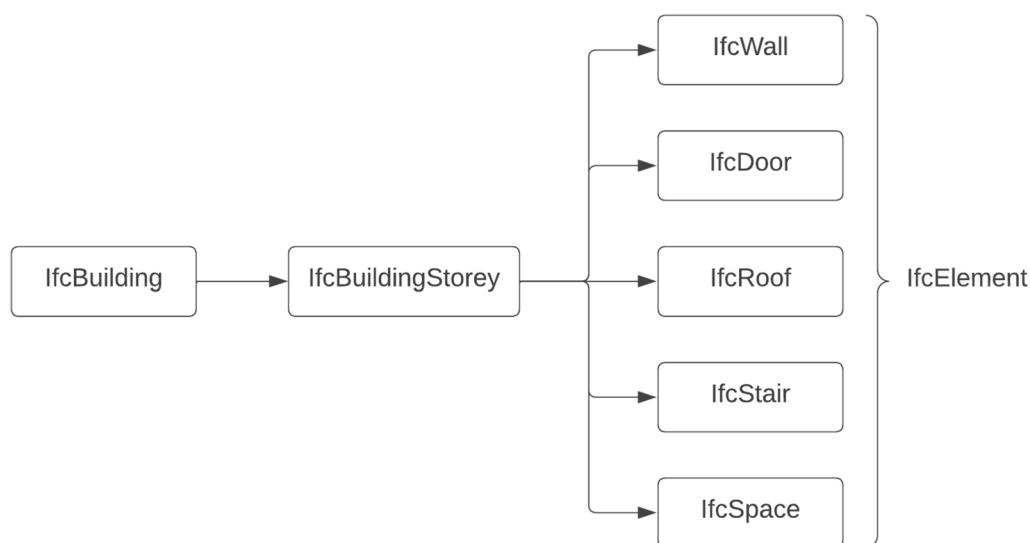 IfcWall
IfcDoor
IfcBuilding
IfcBuildingStorey
IfcRoof
IfcElement
IfcStair
IfcSpace